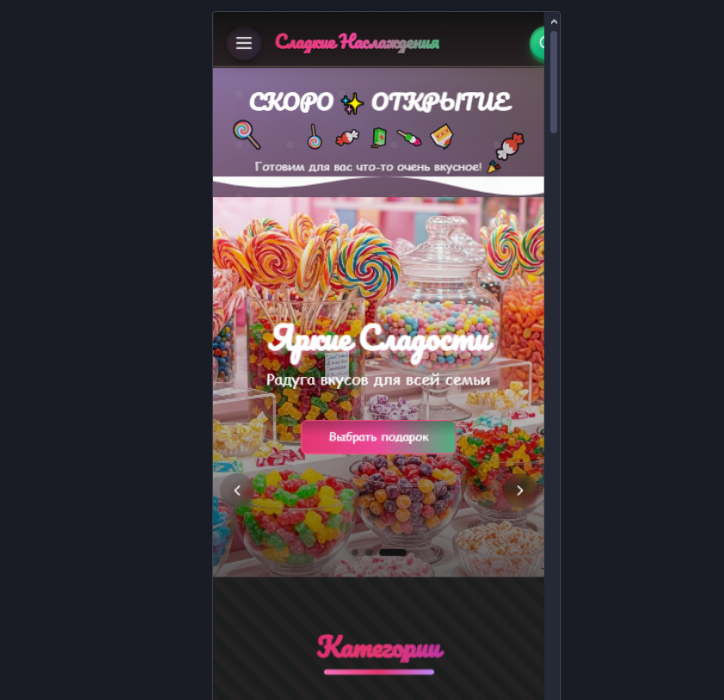 Сладкие Наслаждения
СКОРО ✨ ОТКРЫТИЕ
Готовим для вас что-то очень вкусное! 🎉
Яркие Сладости
Радуга вкусов для всей семьи
Выбрать подарок
Категории